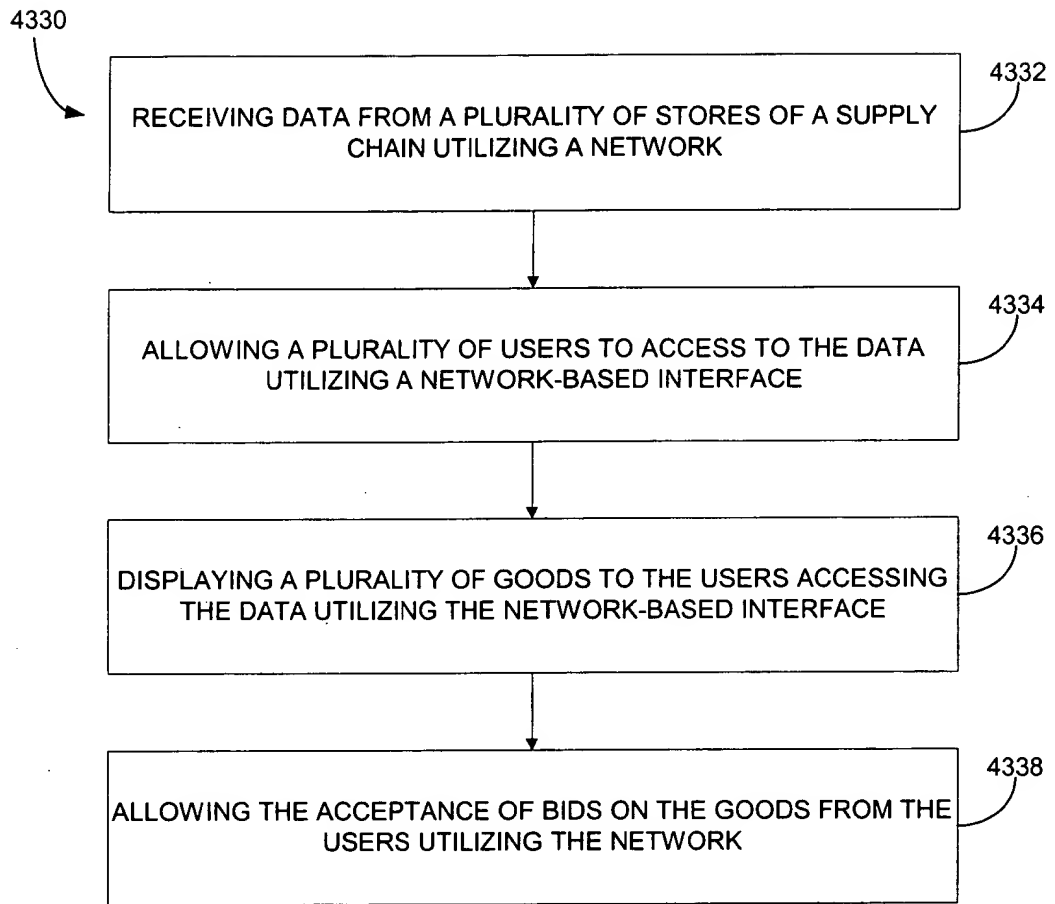 4330
4332
RECEIVING DATA FROM A PLURALITY OF STORES OF A SUPPLY
CHAIN UTILIZING A NETWORK
4334
ALLOWING A PLURALITY OF USERS TO ACCESS TO THE DATA
UTILIZING A NETWORK-BASED INTERFACE
4336
DISPLAYING A PLURALITY OF GOODS TO THE USERS ACCESSING
THE DATA UTILIZING THE NETWORK-BASED INTERFACE
4338
ALLOWING THE ACCEPTANCE OF BIDS ON THE GOODS FROM THE
USERS UTILIZING THE NETWORK